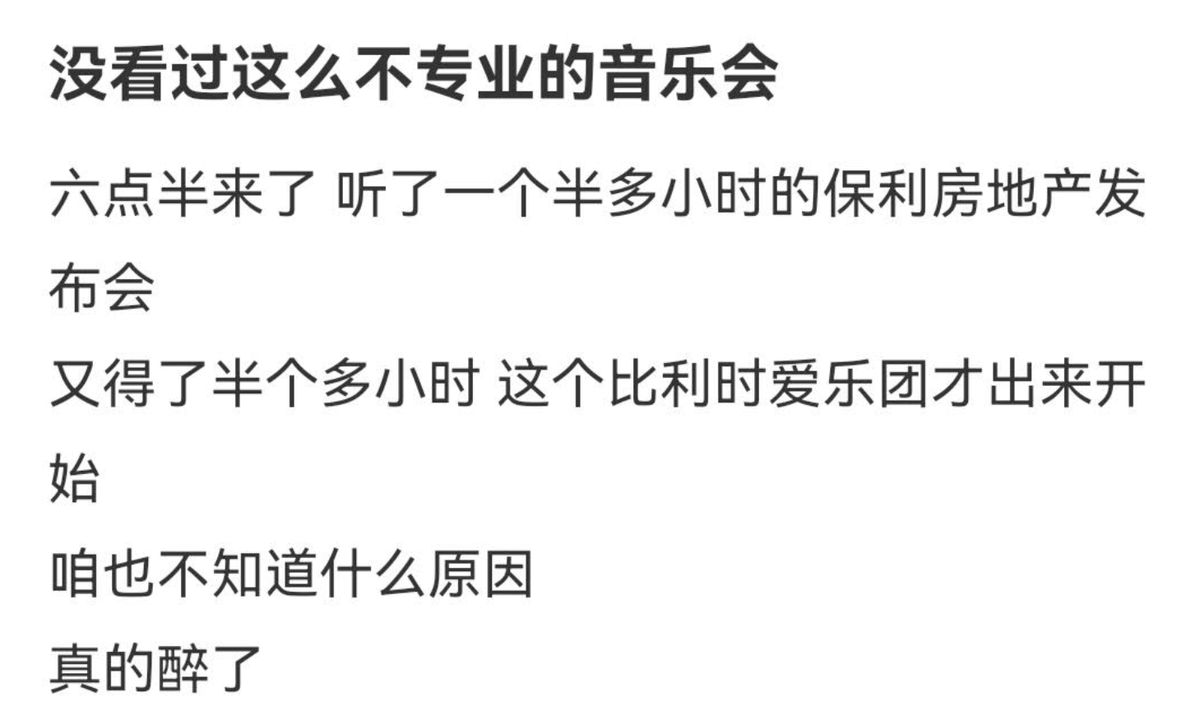 没看过这么不专业的音乐会
六点半来了 听了一个半多小时的保利房地产发
布会
又得了半个多小时 这个比利时爱乐团才出来开
始
咱也不知道什么原因
真的醉了